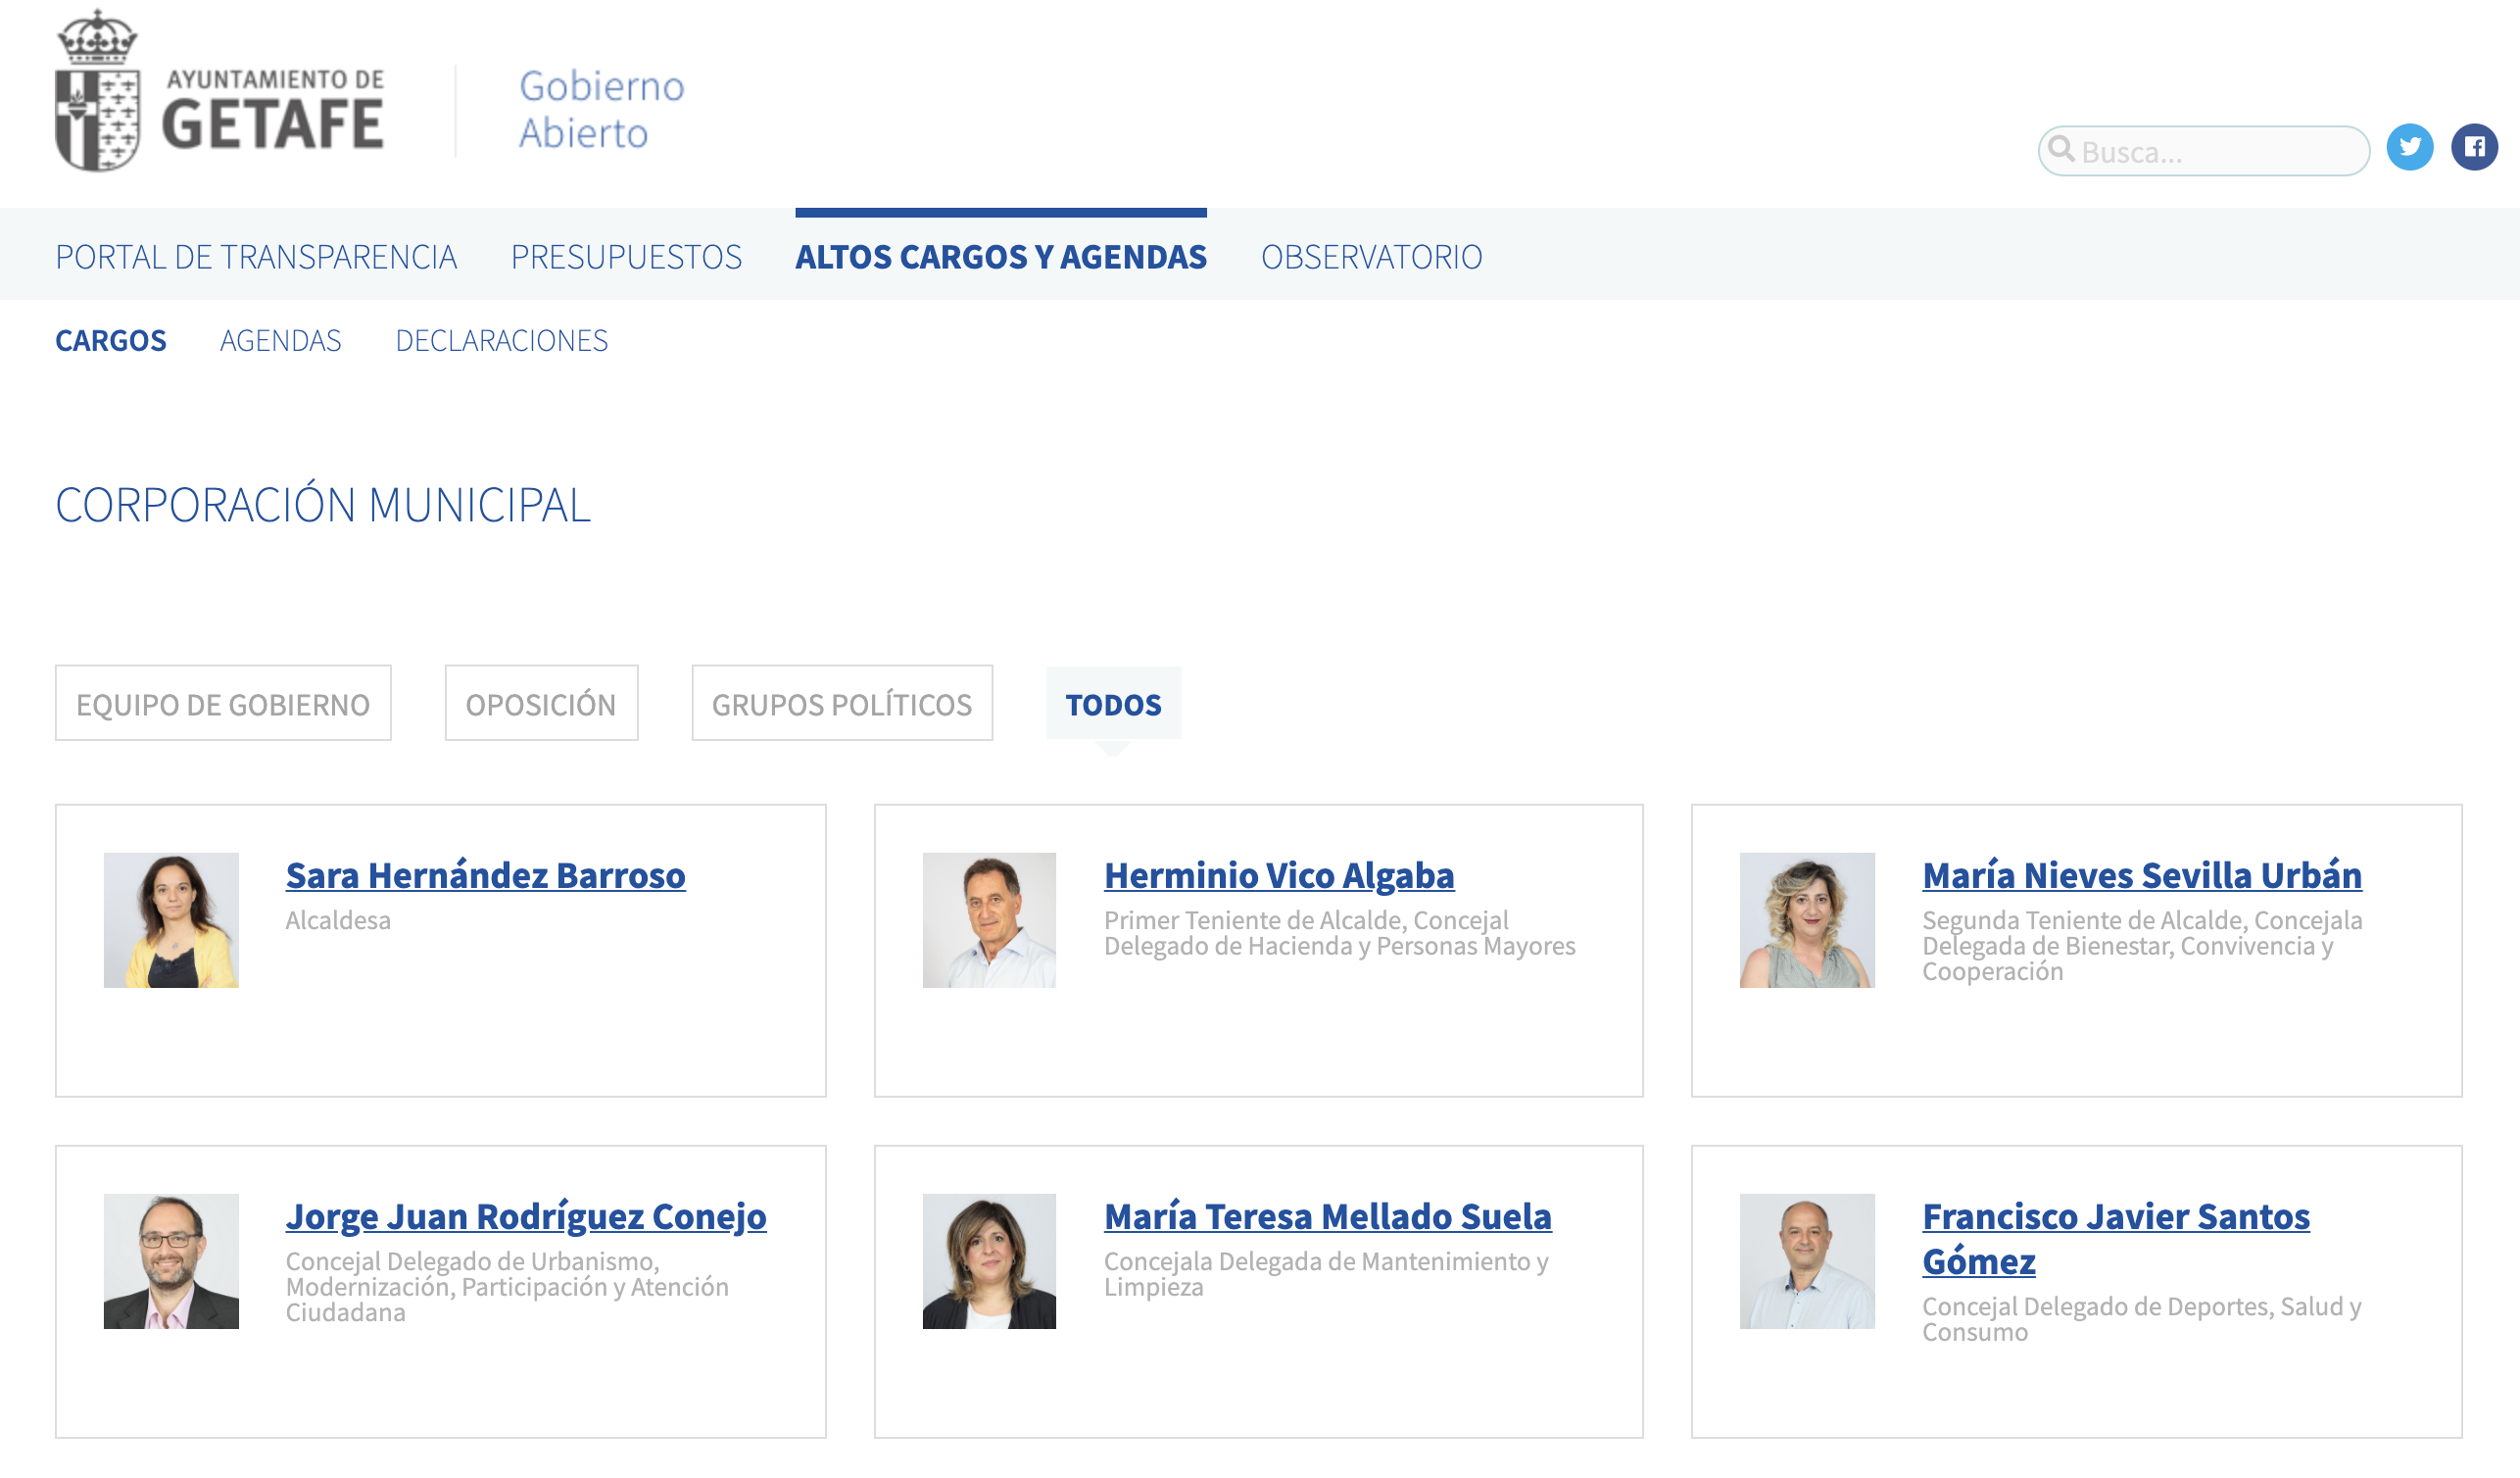 AYUNTAMIENTO DE
GETAFE
Gobierno
Abierto
Busca...
PORTAL DE TRANSPARENCIA PRESUPUESTOS ALTOS CARGOS Y AGENDAS OBSERVATORIO
CARGOS AGENDAS DECLARACIONES
CORPORACIÓN MUNICIPAL
EQUIPO DE GOBIERNO OPOSICIÓN GRUPOS POLÍTICOS TODOS
Sara Hernández Barroso
Alcaldesa
Herminio Vico Algaba
Primer Teniente de Alcalde, Concejal
Delegado de Hacienda y Personas Mayores
María Nieves Sevilla Urbán
Segunda Teniente de Alcalde, Concejala
Delegada de Bienestar, Convivencia y
Cooperación
Jorge Juan Rodríguez Conejo
Concejal Delegado de Urbanismo,
Modernización, Participación y Atención
Ciudadana
María Teresa Mellado Suela
Concejala Delegada de Mantenimiento y
Limpieza
Francisco Javier Santos
Gómez
Concejal Delegado de Deportes, Salud y
Consumo